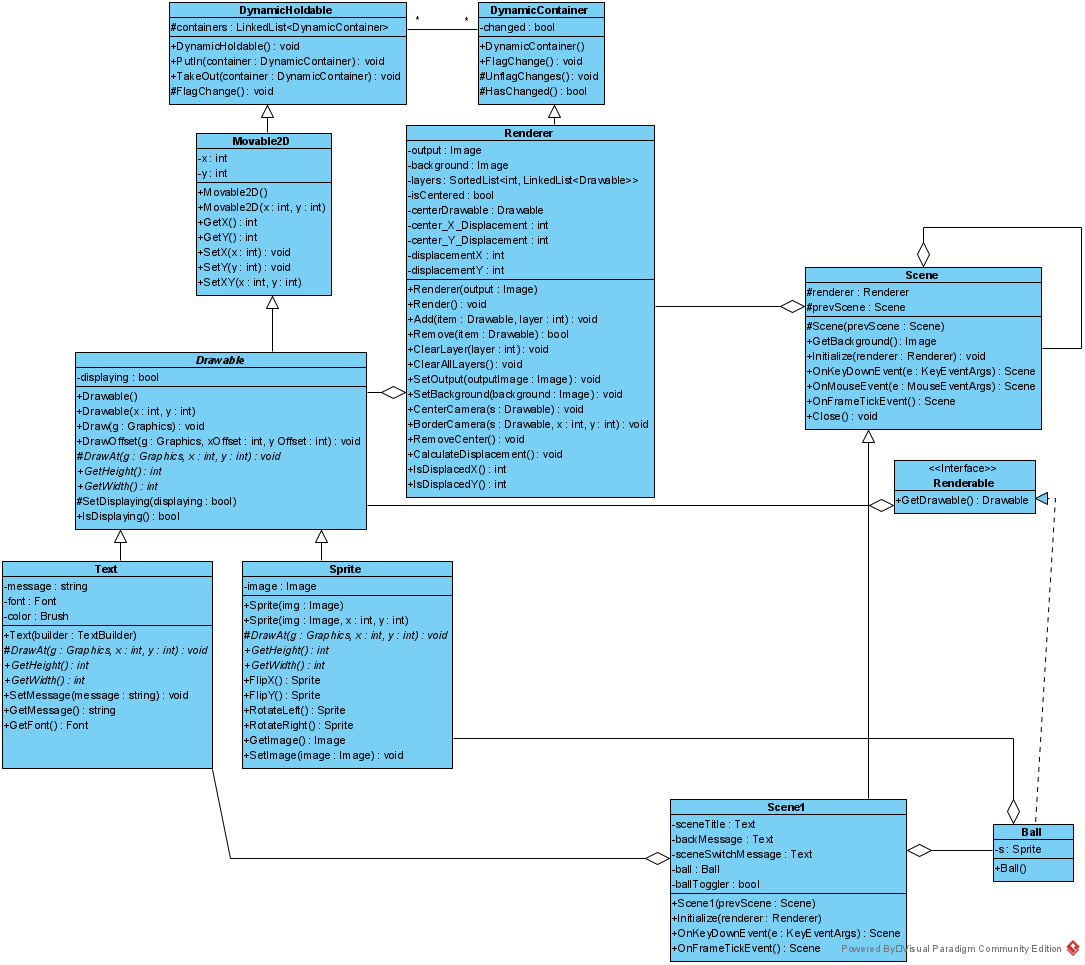 DynamicHoldable
#containers : LinkedList<DynamicContainer>
+DynamicHoldable() : void
+PutIn(container : DynamicContainer) : void
+TakeOut(container : DynamicContainer) : void
#FlagChange() : void
*
*
DynamicContainer
-changed : bool
+DynamicContainer()
+FlagChange() : void
#UnflagChanges() : void
#HasChanged() : bool
Movable2D
-x : int
-y : int
+Movable2D()
+Movable2D(x : int, y : int)
+GetX() : int
+GetY() : int
+SetX(x : int) : void
+SetY(y : int) : void
+SetXY(x : int, y : int)
Renderer
-output : Image
-background : Image
-layers : SortedList<int, LinkedList<Drawable>>
-isCentered : bool
-centerDrawable : Drawable
-center_X_Displacement : int
-center_Y_Displacement : int
-displacementX : int
-displacementY : int
+Renderer(output : Image)
+Render() : void
+Add(item : Drawable, layer : int) : void
+Remove(item : Drawable) : bool
+ClearLayer(layer : int) : void
+ClearAllLayers() : void
+SetOutput(outputImage : Image) : void
+SetBackground(background : Image) : void
+CenterCamera(s : Drawable) : void
+BorderCamera(s : Drawable, x : int, y : int) : void
+RemoveCenter() : void
+CalculateDisplacement() : void
+IsDisplacedX() : int
+IsDisplacedY() : int
Scene
#renderer : Renderer
#prevScene : Scene
#Scene(prevScene : Scene)
+GetBackground() : Image
+Initialize(renderer : Renderer) : void
+OnKeyDownEvent(e : KeyEventArgs) : Scene
+OnMouseEvent(e : MouseEventArgs) : Scene
+OnFrameTickEvent() : Scene
+Close() : void
Drawable
-displaying : bool
+Drawable()
+Drawable(x : int, y : int)
+Draw(g : Graphics) : void
+DrawOffset(g : Graphics, xOffset : int, y Offset : int) : void
#DrawAt(g : Graphics, x : int, y : int) : void
+GetHeight() : int
+GetWidth() : int
#SetDisplaying(displaying : bool)
+IsDisplaying() : bool
<<Interface>>
Renderable
+GetDrawable() : Drawable
Text
-message : string
-font : Font
-color : Brush
+Text(builder : TextBuilder)
#DrawAt(g : Graphics, x : int, y : int) : void
+GetHeight() : int
+GetWidth() : int
+SetMessage(message : string) : void
+GetMessage() : string
+GetFont() : Font
Sprite
-image : Image
+Sprite(img : Image)
+Sprite(img : Image, x : int, y : int)
#DrawAt(g : Graphics, x : int, y : int) : void
+GetHeight() : int
+GetWidth() : int
+FlipX() : Sprite
+FlipY() : Sprite
+RotateLeft() : Sprite
+RotateRight() : Sprite
+GetImage() : Image
+SetImage(image : Image) : void
Scene1
-sceneTitle : Text
-backMessage : Text
-sceneSwitchMessage : Text
-ball : Ball
-ballToggler : bool
+Scene1(prevScene : Scene)
+Initialize(renderer : Renderer)
+OnKeyDownEvent(e : KeyEventArgs) : Scene
+OnFrameTickEvent() : Scene
Ball
-s : Sprite
+Ball()
Powered By Visual Paradigm Community Edition